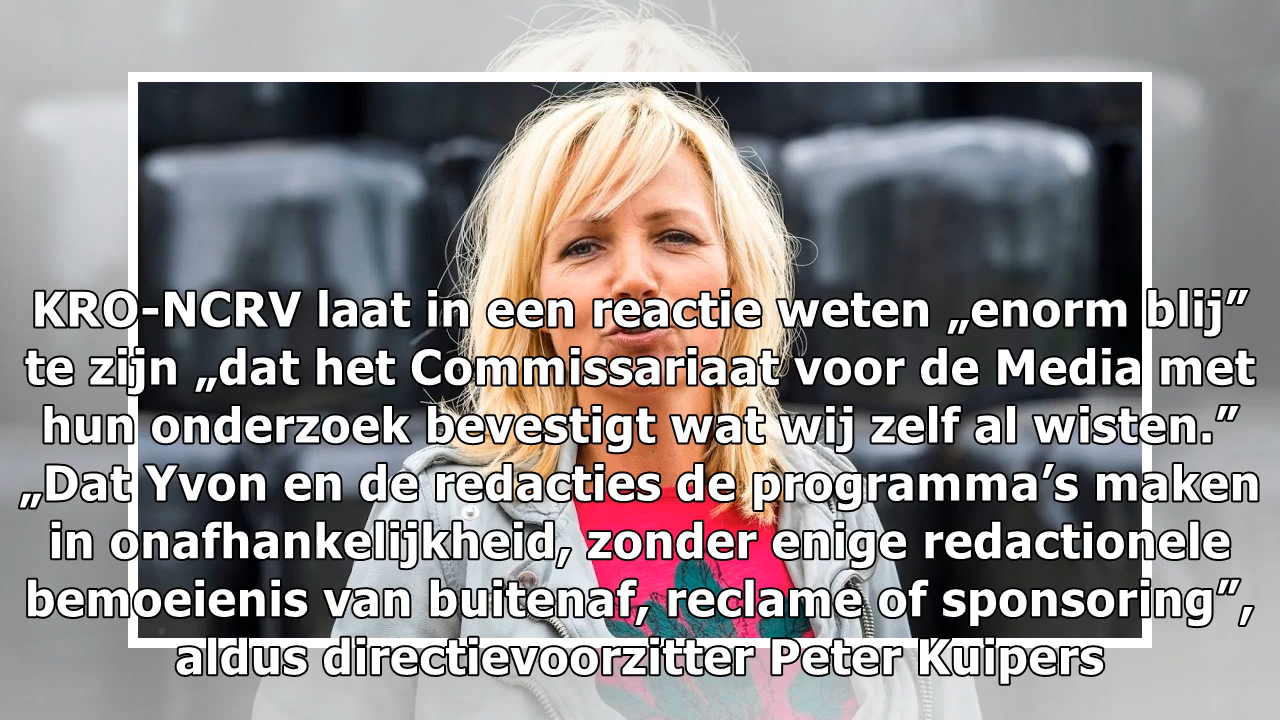 KRO-NCRV laat in een reactie weten „enorm blij”
te zijn „dat het Commissariaat voor de Media met
hun onderzoek bevestigt wat wij zelf al wisten.”
„Dat Yvon en de redacties de programma’s maken
in onafhankelijkheid, zonder enige redactionele
bemoeienis van buitenaf, reclame of sponsoring”,
aldus directievoorzitter Peter Kuipers